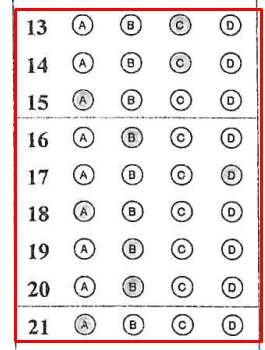 13 A B C D
14 A B C D
15 A B C D
16 A B C D
17 A B C D
18 A B C D
19 A B C D
20 A B C D
21 A B C D